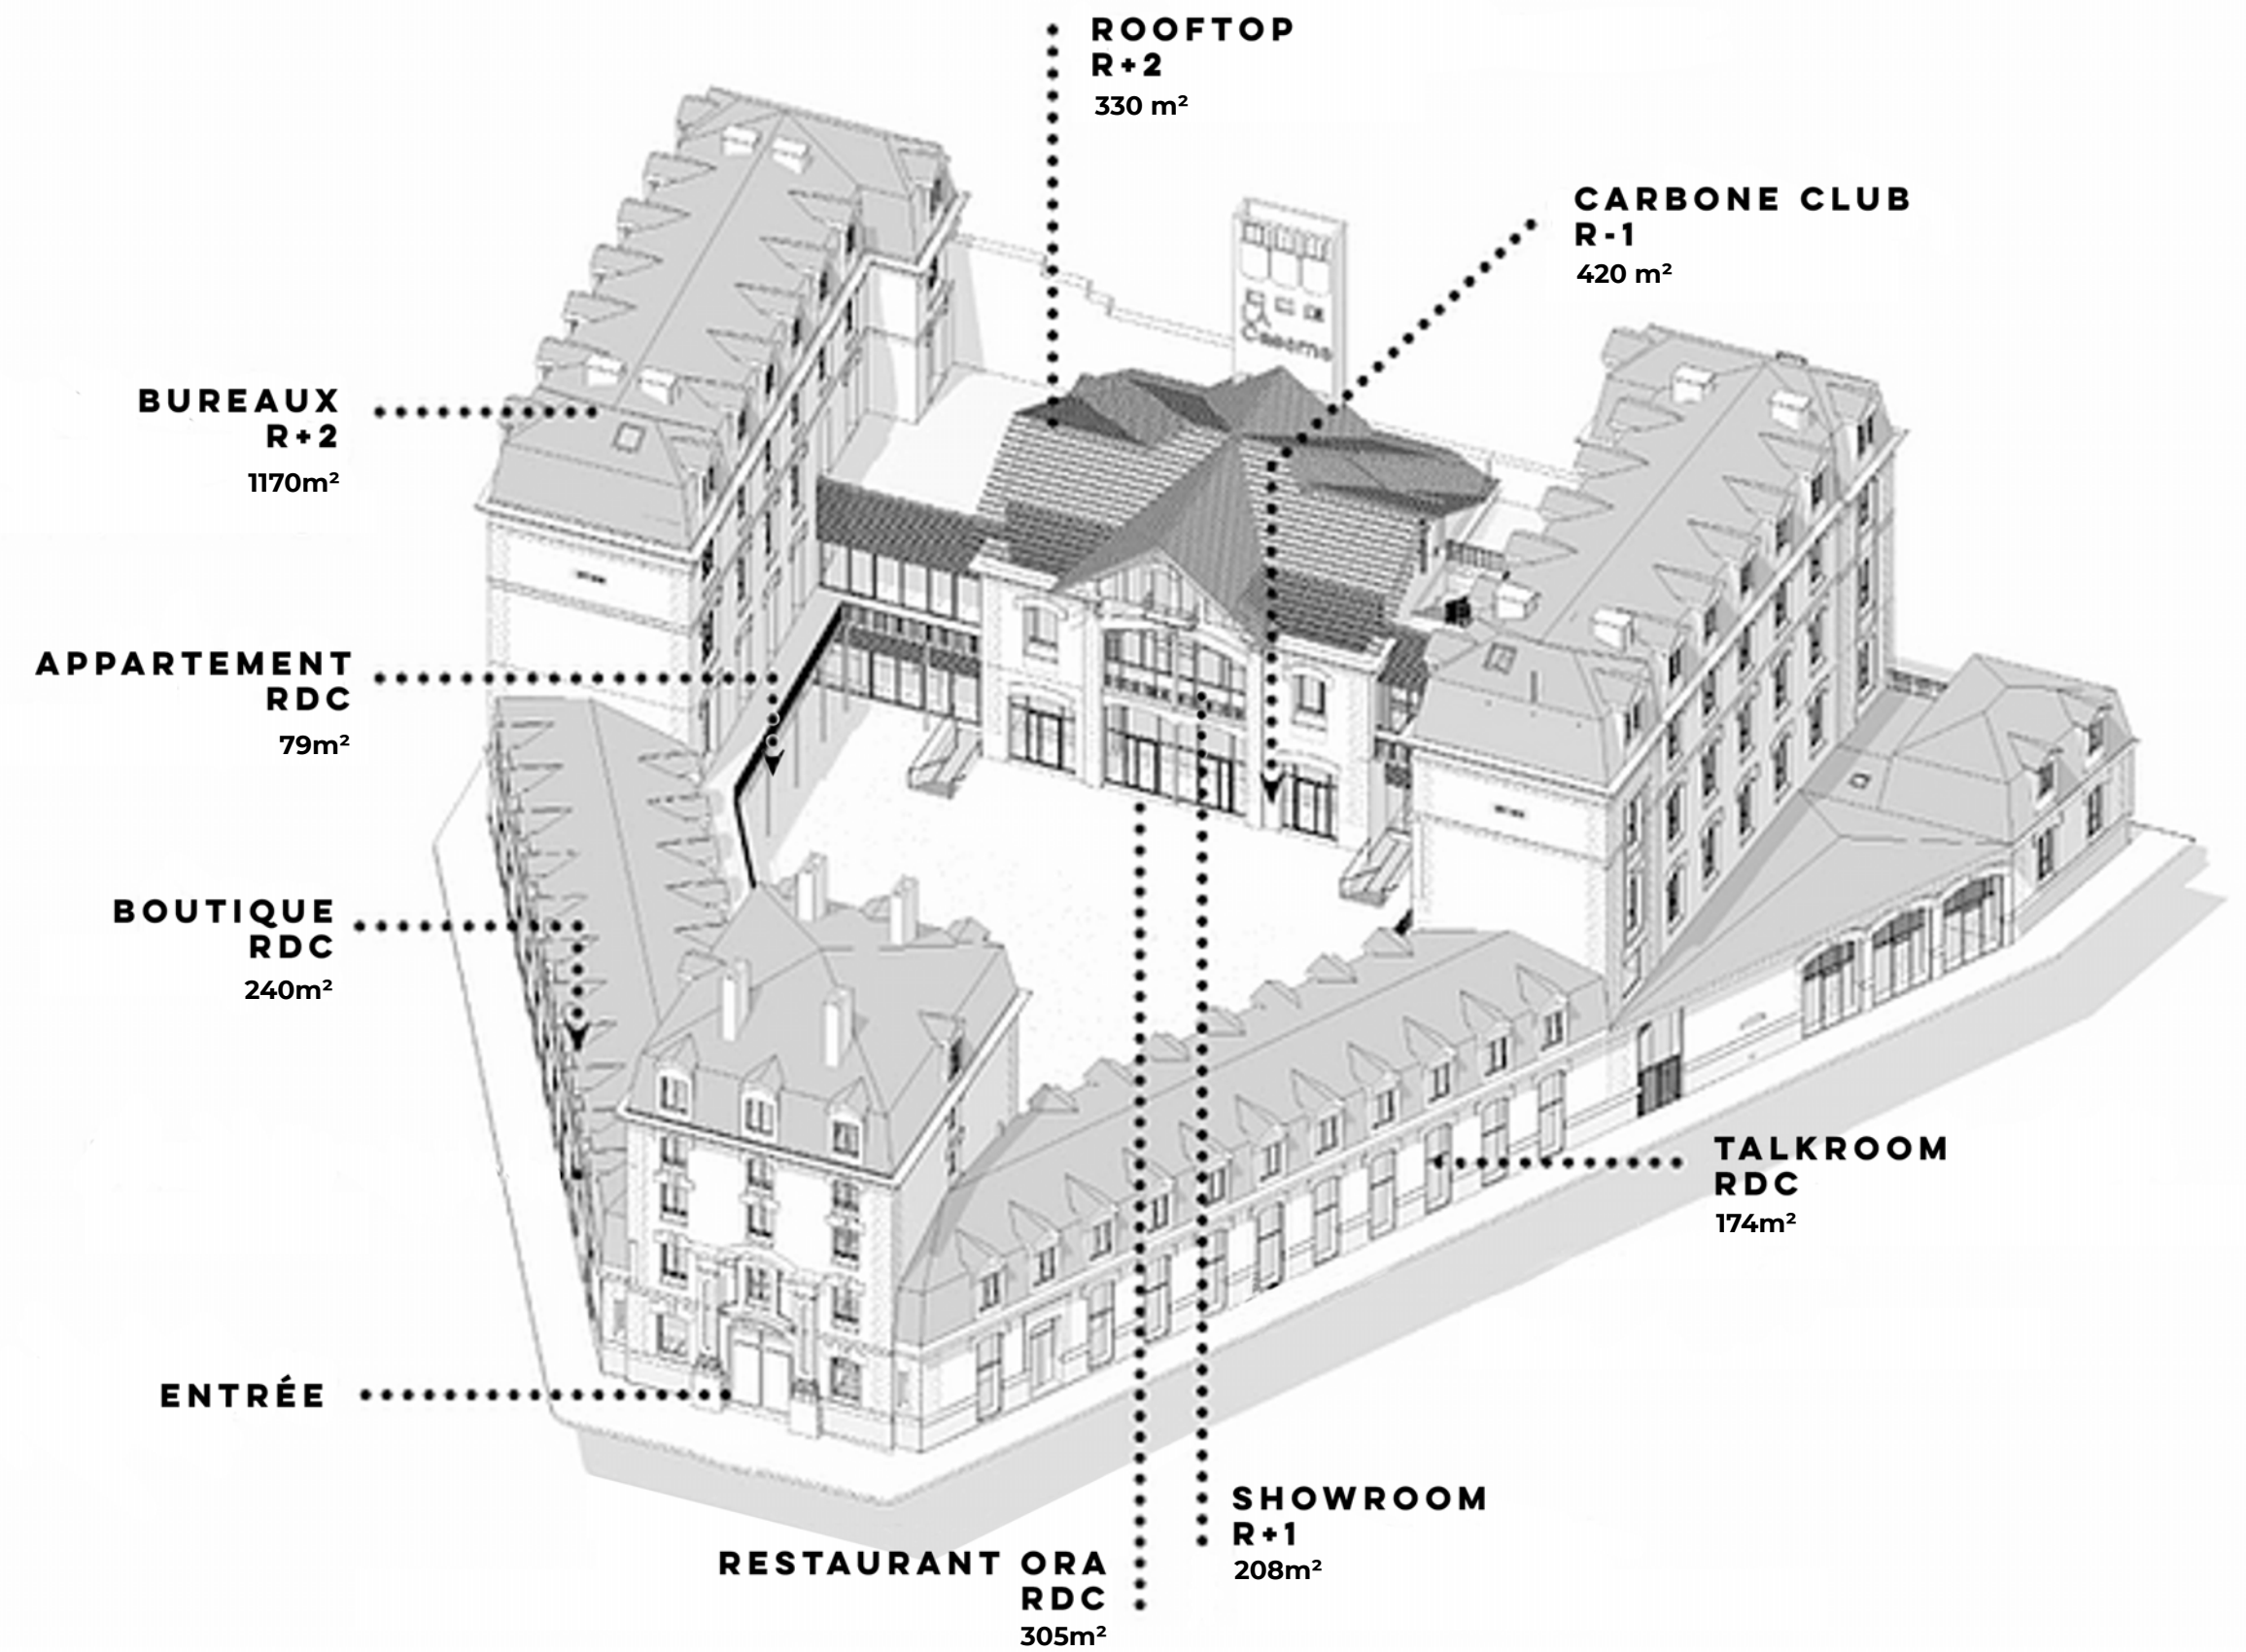 ROOFTOP
R+2
330 m²
CARBONE CLUB
R-1
420 m²
BUREAUX
R+2
1170m²
APPARTEMENT
RDC
79m²
BOUTIQUE
RDC
240m²
TALKROOM
RDC
174m²
ENTRÉE
SHOWROOM
R+1
208m²
RESTAURANT ORA
RDC
305m²